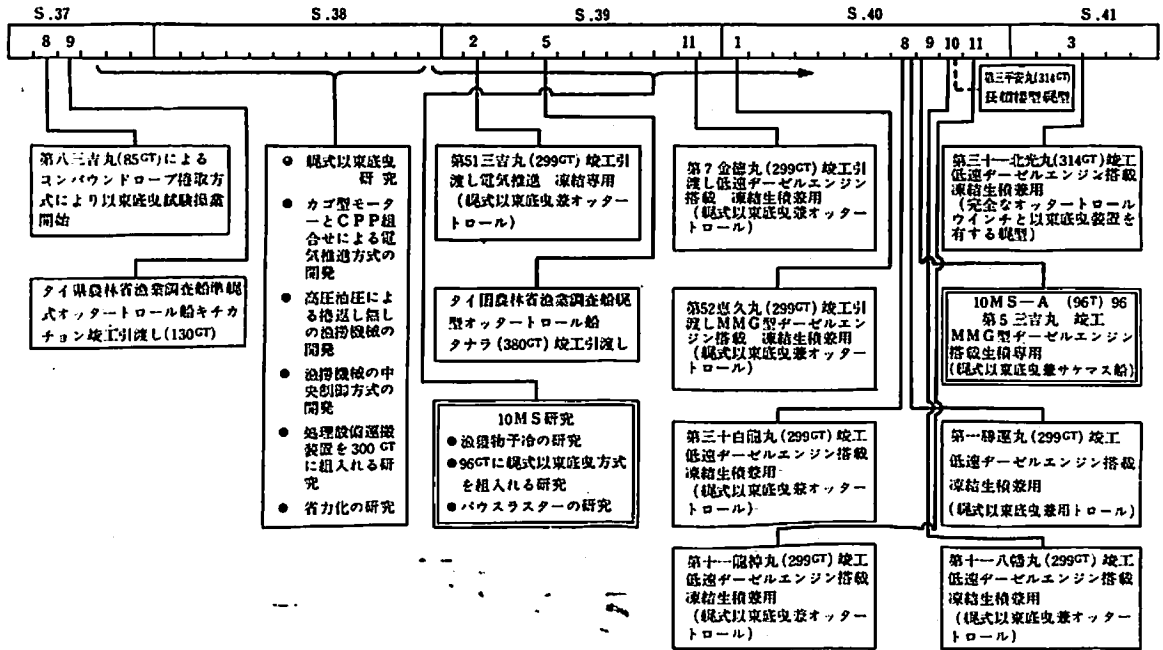 S.37
S.38
S.39
S.40
S.41
8 9 2 5 11 1 8 9 10 11 3
第三平安丸(314GT)
長船艉型艉型
第八三吉丸(85GT)による
コンパウンドロープ捲取方
式により以東底曳試験操業
開始
タイ県農林省漁業調査船準艉
式オッタートロール船キチカ
チョン竣工引渡し(130GT)
● 艉式以東底曳
研究
● カゴ型モータ
ーとCPP組
合せによる電
気推進方式の
開発
● 高圧油圧によ
る捲返し無し
の漁撈機械の
開発
● 漁撈機械の中
央制御方式の
開発
● 処理設備運搬
装置を300 GT
に組入れる研
究
● 省力化の研究
第51三吉丸(299GT) 竣工引
渡し電気推進 凍結専用
(艉式以東底曳兼オッター
トロール)
タイ国農林省漁業調査船艉
型オッタートロール船
タナラ(380GT)竣工引渡し
10MS研究
●漁獲物予冷の研究
●96GTに艉式以東底曳方式
を組入れる研究
●バウスラスターの研究
第7金徳丸(299GT)竣工引
渡し低速ヂーゼルエンジン
搭載 凍結生積兼用
(艉式以東底曳兼オッター
トロール)
第52恵久丸(299GT)竣工引
渡しMMG型ヂーゼルエン
ジン搭載 凍結生積兼用
(艉式以東底曳兼オッター
トロール)
第三十白龍丸(299GT)竣工
低速ヂーゼルエンジン搭載
凍結生積兼用
(艉式以東底曳兼オッター
トロール)
第十一龍神丸(299GT)竣工
低速ヂーゼルエンジン搭載
凍結生積兼用
(艉式以東底曳兼オッター
トロール)
第三十一北光丸(314GT)竣工
低速ヂーゼルエンジン搭載
凍結生積兼用
(完全なオッタートロール
ウインチと以東底曳装置を
有する艉型)
10MS-A (96T) 96
第5三吉丸 竣工
MMG型ヂーゼルエンジン
搭載生積専用
(艉式以東底曳兼サケマス船)
第一 丸(299GT)竣工
低速ヂーゼルエンジン搭載
凍結生積兼用
(艉式以東底曳兼用トロール)
第十一八幡丸(299GT)竣工
低速ヂーゼルエンジン搭載
凍結生積兼用
(艉式以東底曳兼オッター
トロール)